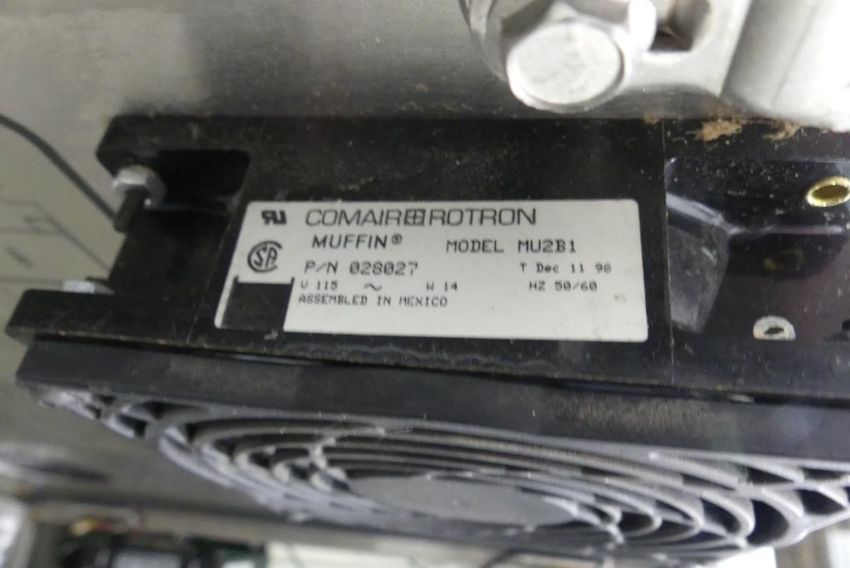 COMAIR ROTRON
MUFFIN® MODEL MU2B1
P/N 028027 T Dec 11 98
V 115 ~ W 14 HZ 50/60
ASSEMBLED IN MEXICO